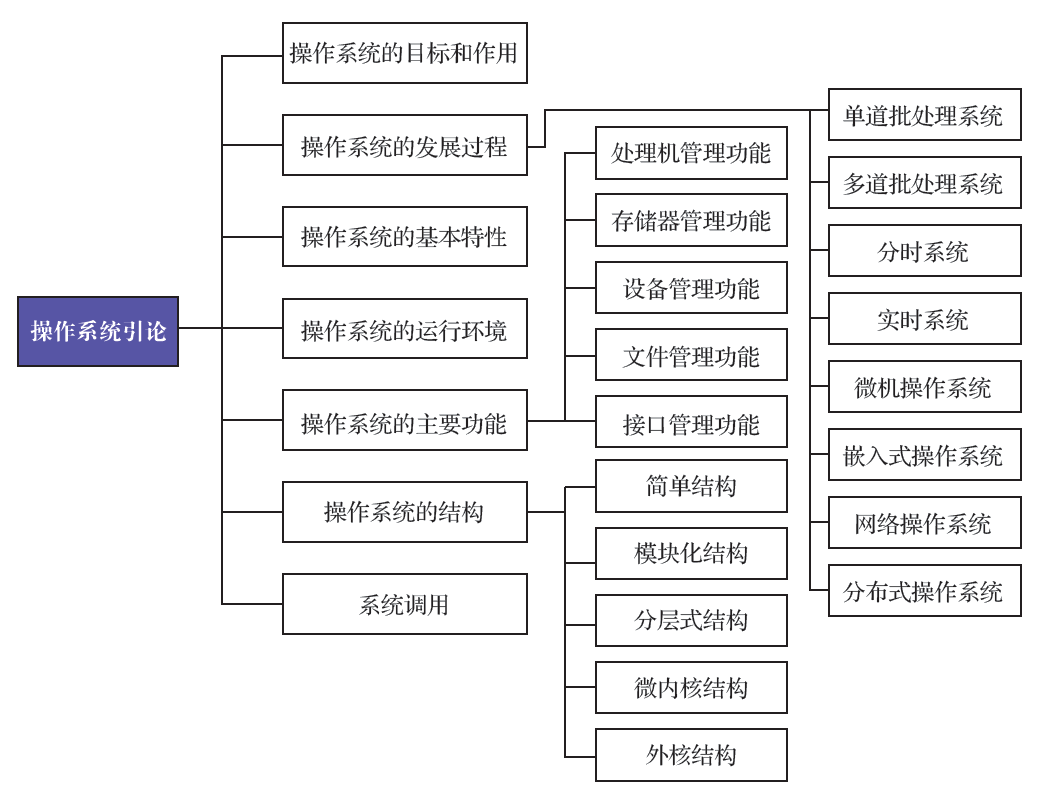 操作系统引论
操作系统的目标和作用
操作系统的发展过程
单道批处理系统
多道批处理系统
分时系统
实时系统
微机操作系统
嵌入式操作系统
网络操作系统
分布式操作系统
操作系统的基本特性
操作系统的运行环境
操作系统的主要功能
处理机管理功能
存储器管理功能
设备管理功能
文件管理功能
接口管理功能
操作系统的结构
简单结构
模块化结构
分层式结构
微内核结构
外核结构
系统调用